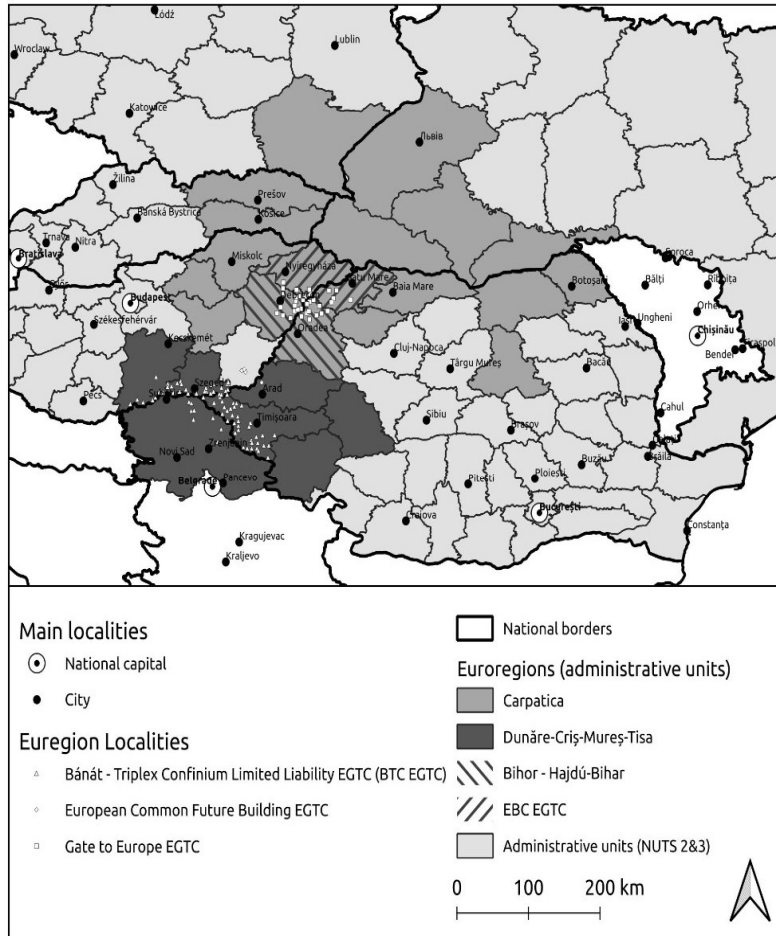 Łódź
Wroclaw
Lublin
Katowice
Львів
Žilina
Prešov
Banská Bystrica
Košice
Trnava
Nitra
Bratislava
Miskolc
Nyíregyháza
Satu Mare
Baia Mare
Botoșani
Soroca
Bălți
Ribnița
Budapest
Debrecen
Orhei
Székesfehérvár
Oradea
Iași
Ungheni
Chișinău
Kecskemét
Cluj-Napoca
Tiraspol
Bender
Târgu Mureș
Bacău
Pécs
Szeged
Arad
Cahul
Timișoara
Sibiu
Brașov
Zrenjanin
Novi Sad
Brăila
Buzău
Belgrade
Pancevo
Pitești
Ploiești
Craiova
București
Constanța
Kragujevac
Kraljevo
Main localities
National capital
City
Euregion Localities
Bánát - Triplex Confinium Limited Liability EGTC (BTC EGTC)
European Common Future Building EGTC
Gate to Europe EGTC
National borders
Euroregions (administrative units)
Carpatica
Dunăre-Criș-Mureș-Tisa
Bihor - Hajdú-Bihar
EBC EGTC
Administrative units (NUTS 2&3)
0 100 200 km